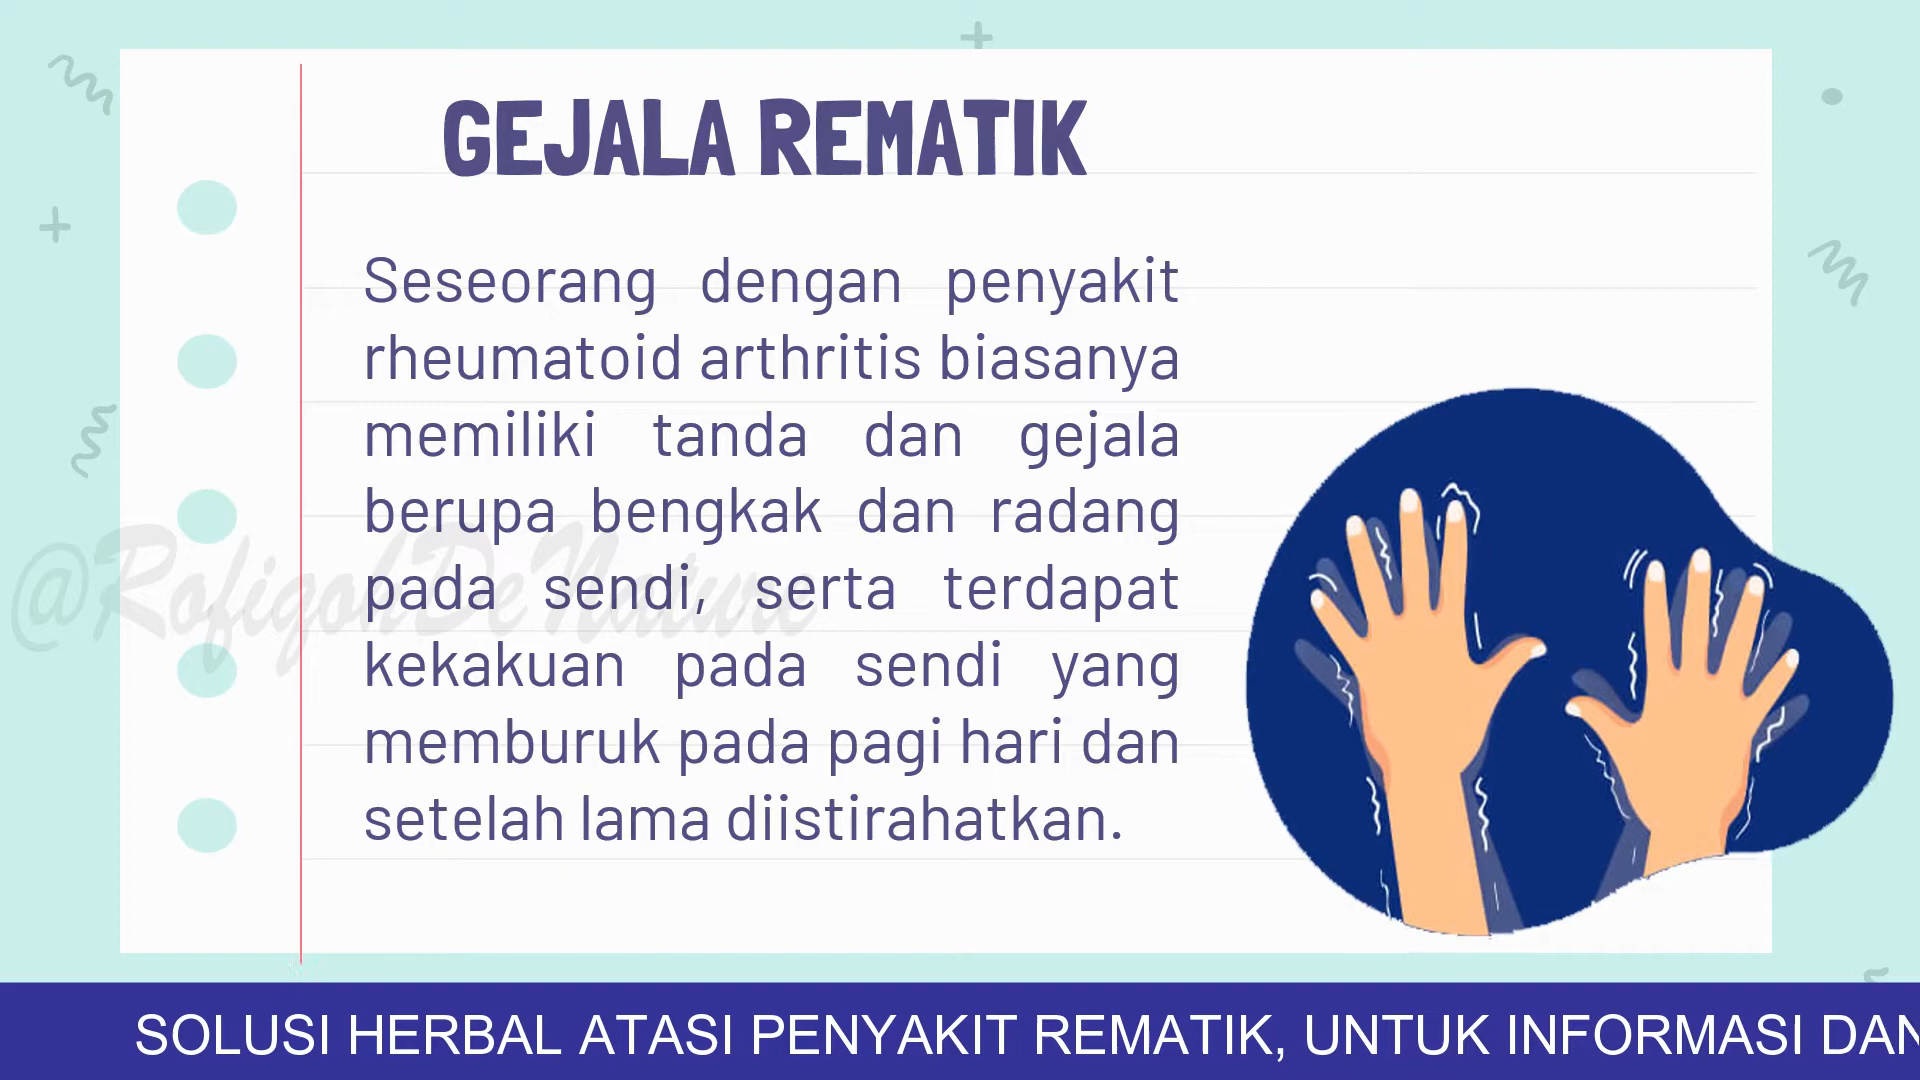 GEJALA REMATIK
Seseorang dengan penyakit
rheumatoid arthritis biasanya
memiliki tanda dan gejala
berupa bengkak dan radang
pada sendi, serta terdapat
kekakuan pada sendi yang
memburuk pada pagi hari dan
setelah lama diistirahatkan.
@RofiqohDeNature
SOLUSI HERBAL ATASI PENYAKIT REMATIK, UNTUK INFORMASI DAN